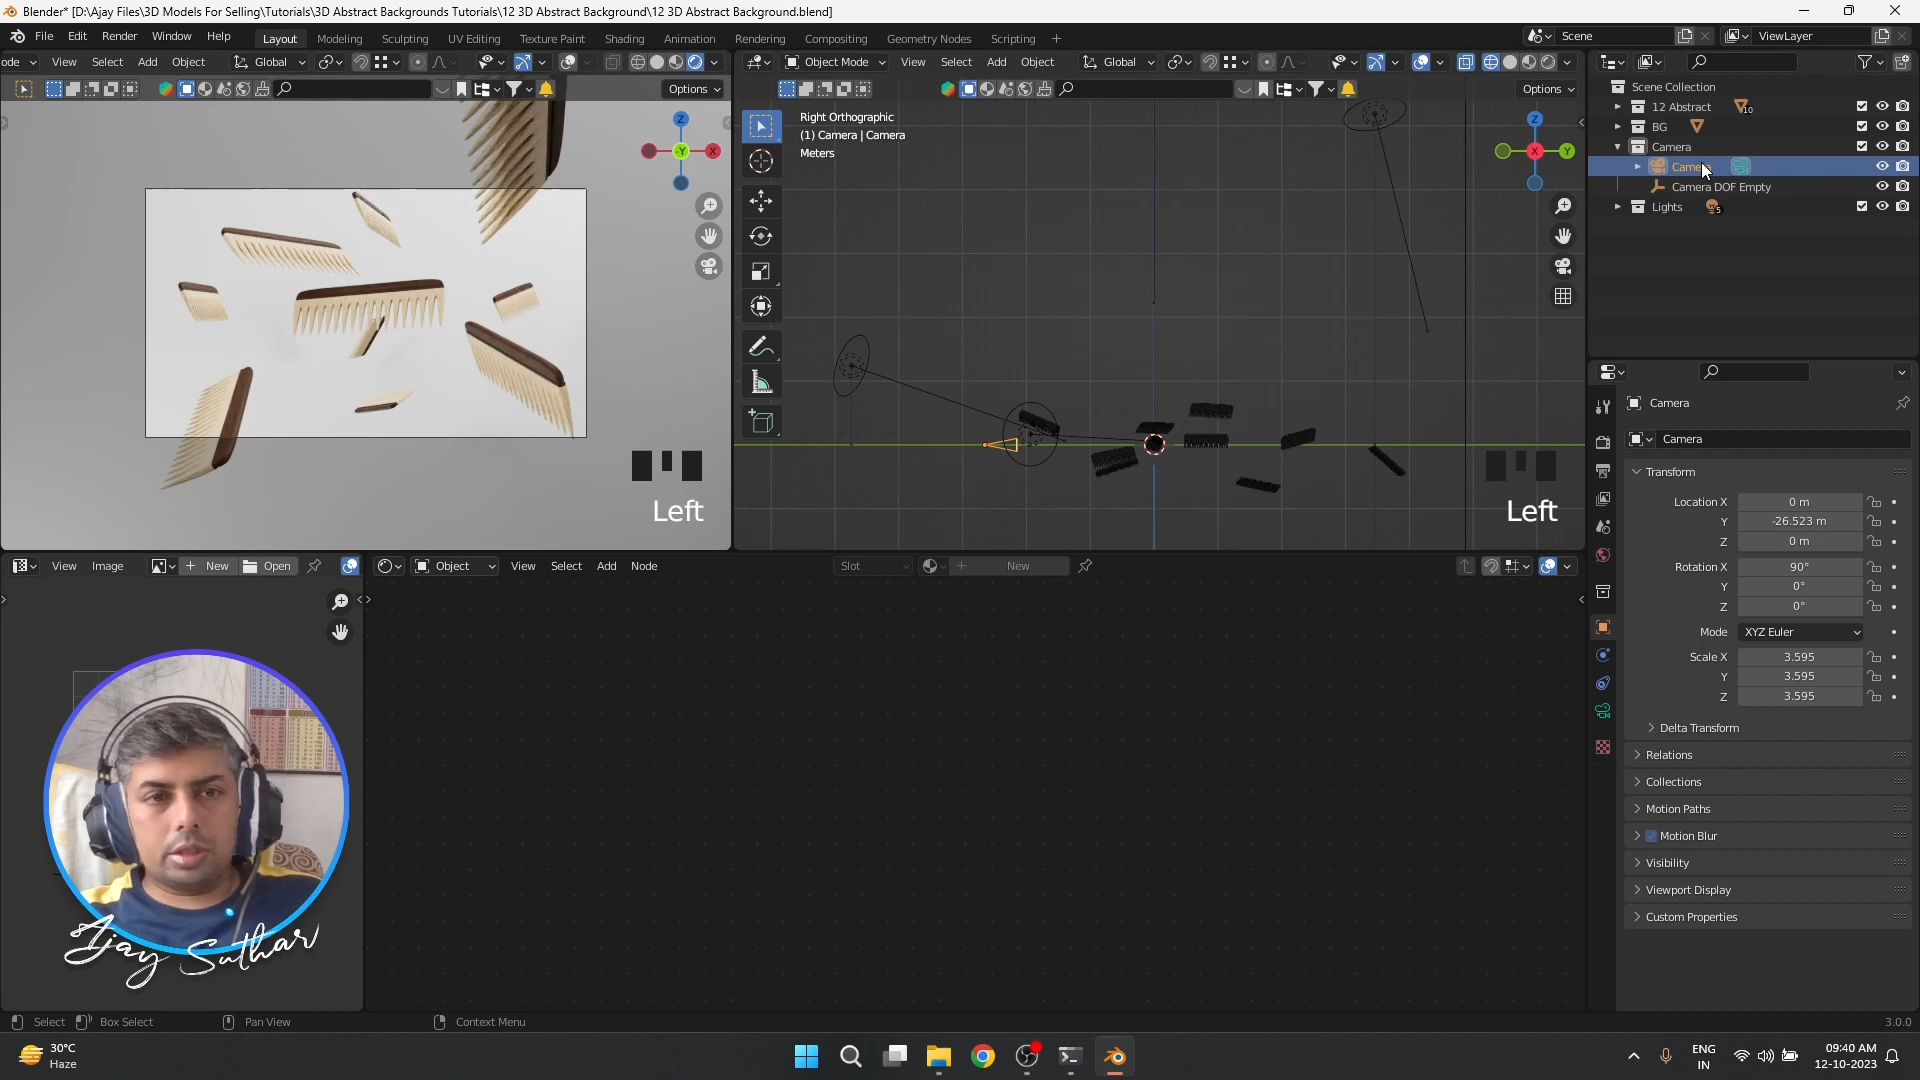 Blender* [D:\Ajay Files\3D Models For Selling\Tutorials\3D Abstract Backgrounds Tutorials\12 3D Abstract Background\12 3D Abstract Background.blend]
File Edit Render Window Help Layout Modeling Sculpting UV Editing Texture Paint Shading Animation Rendering Compositing Geometry Nodes Scripting + Scene ViewLayer
ode View Select Add Object Global Object Mode View Select Add Object Global
Options Options
Right Orthographic
(1) Camera | Camera
Meters
Z
-Y X
Z
X Y
Left
Left
Scene Collection
12 Abstract 10
BG
Camera
Camera
Camera DOF Empty
Lights 5
Camera
Camera
Transform
Location X 0 m
Y -26.523 m
Z 0 m
Rotation X 90°
Y 0°
Z 0°
Mode XYZ Euler
Scale X 3.595
Y 3.595
Z 3.595
Delta Transform
Relations
Collections
Motion Paths
Motion Blur
Visibility
Viewport Display
Custom Properties
View Image + New Open Object View Select Add Node Slot + New
Ajay Suthar
Select Box Select Pan View Context Menu 3.0.0
30°C
Haze
ENG
IN
09:40 AM
12-10-2023